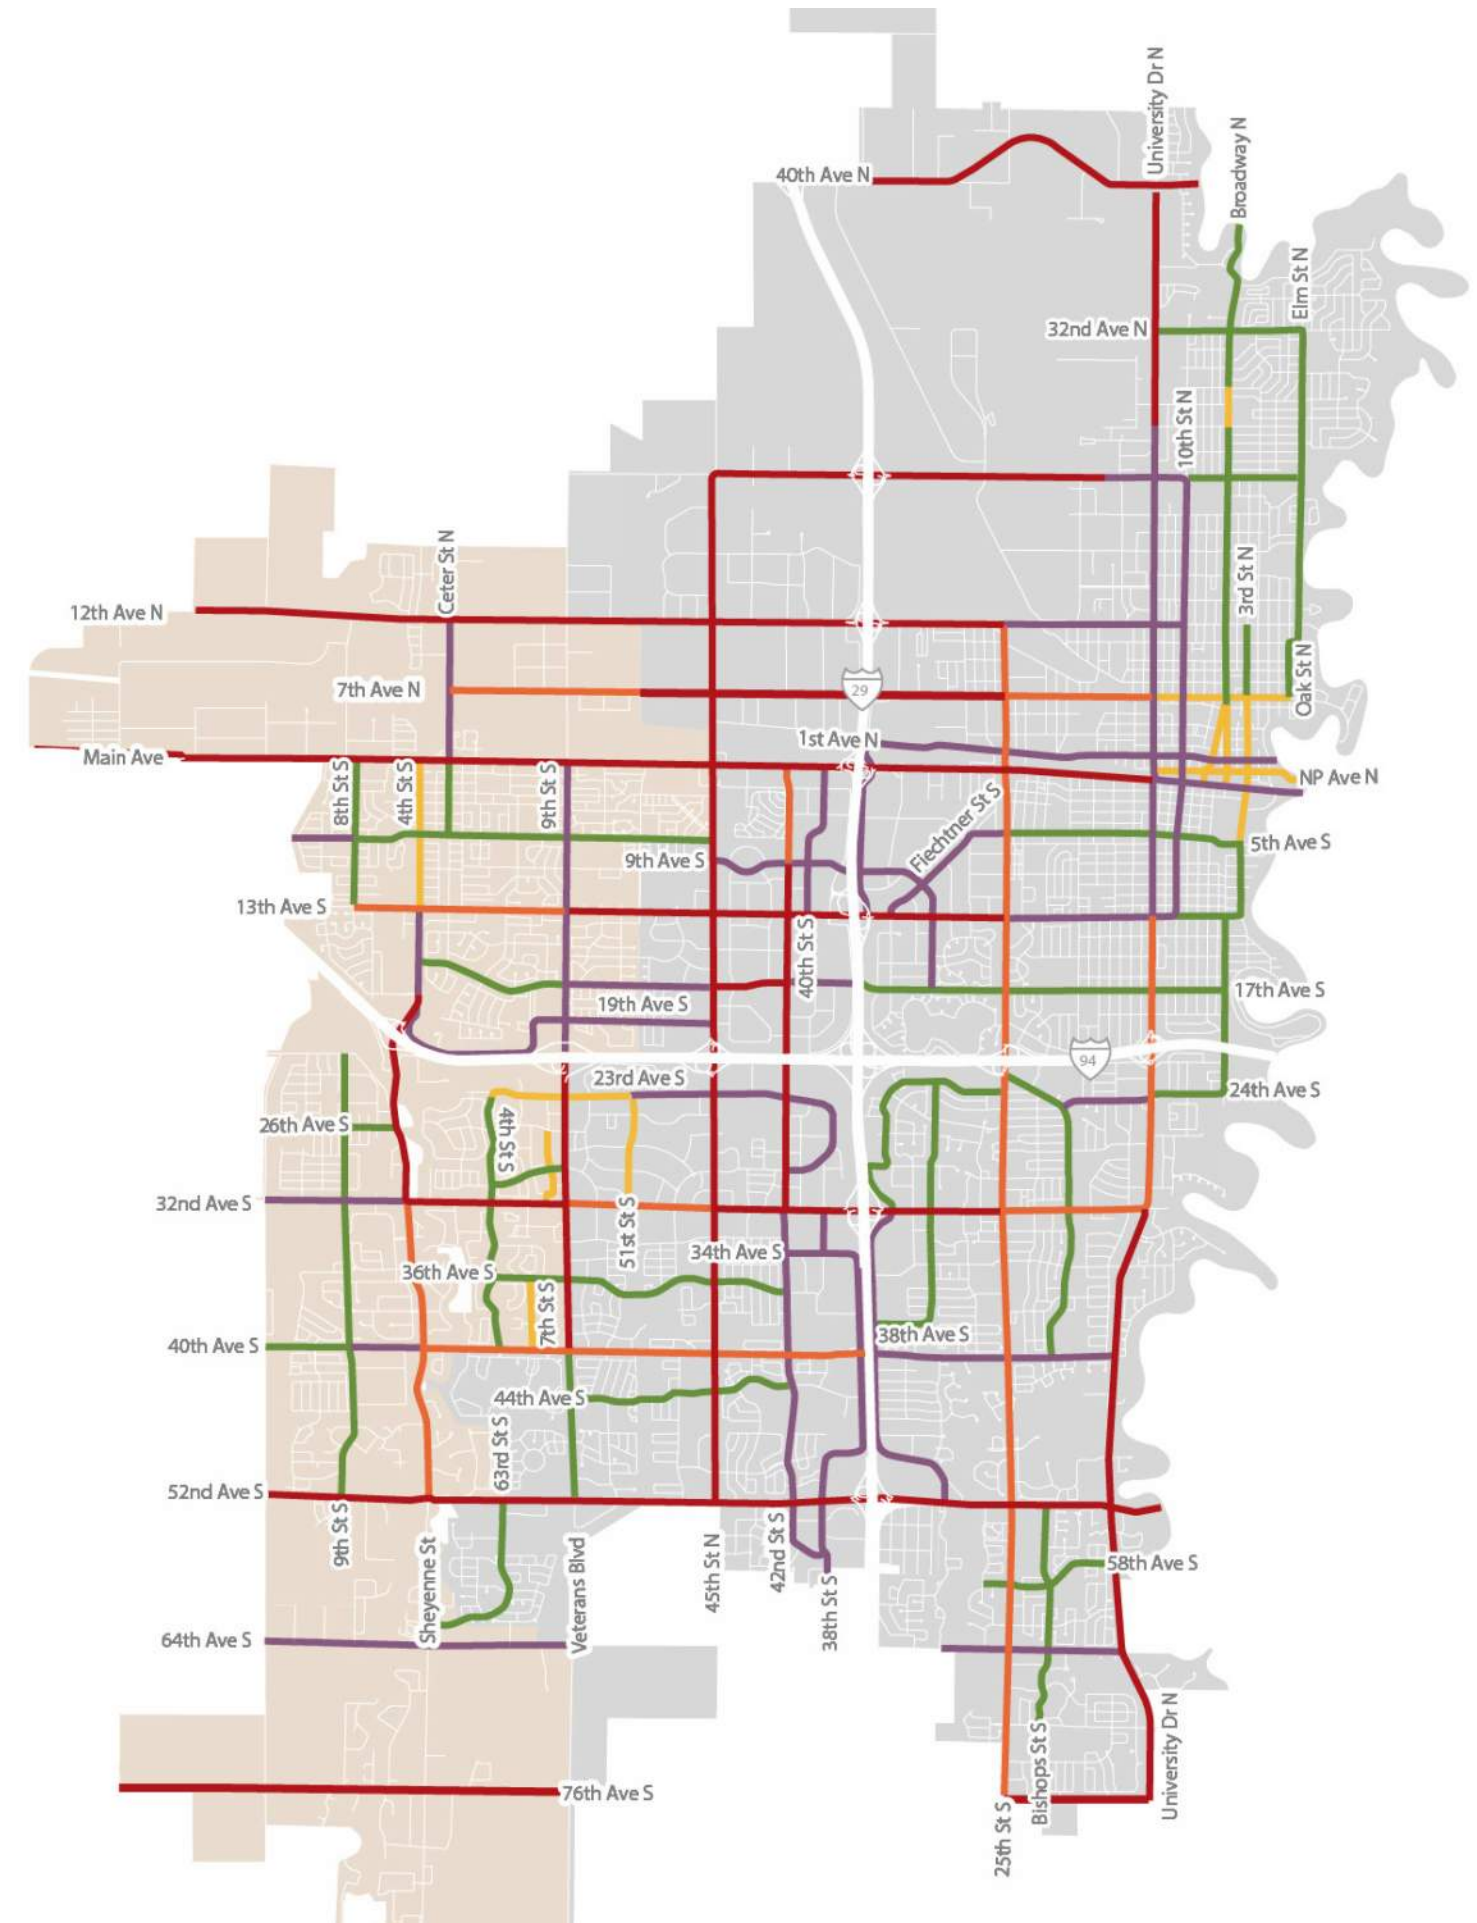 University Dr N
Broadway N
40th Ave N
Elm St N
32nd Ave N
10th St N
Ceter St N
3rd St N
12th Ave N
Oak St N
7th Ave N
29
1st Ave N
Main Ave
NP Ave N
8th St S
4th St S
9th St S
Fiechtner St S
5th Ave S
9th Ave S
13th Ave S
40th St S
17th Ave S
19th Ave S
94
23rd Ave S
24th Ave S
26th Ave S
4th St S
32nd Ave S
51st St S
34th Ave S
36th Ave S
7th St S
38th Ave S
40th Ave S
44th Ave S
63rd St S
52nd Ave S
9th St S
Sheyenne St
Veterans Blvd
45th St N
42nd St S
38th St S
58th Ave S
64th Ave S
University Dr N
Bishops St S
76th Ave S
25th St S